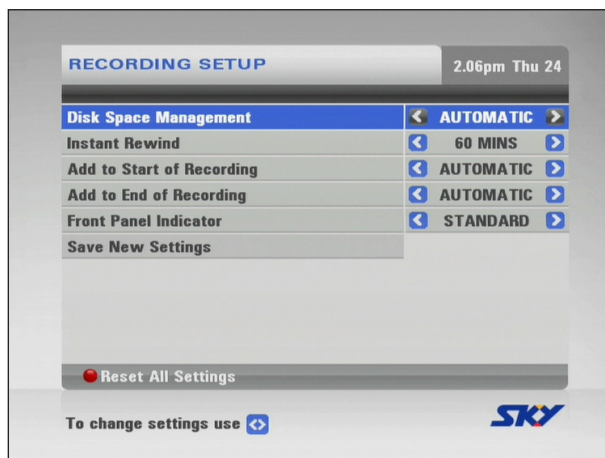 RECORDING SETUP 2.06pm Thu 24
Disk Space Management AUTOMATIC
Instant Rewind 60 MINS
Add to Start of Recording AUTOMATIC
Add to End of Recording AUTOMATIC
Front Panel Indicator STANDARD
Save New Settings
Reset All Settings
To change settings use
SKY